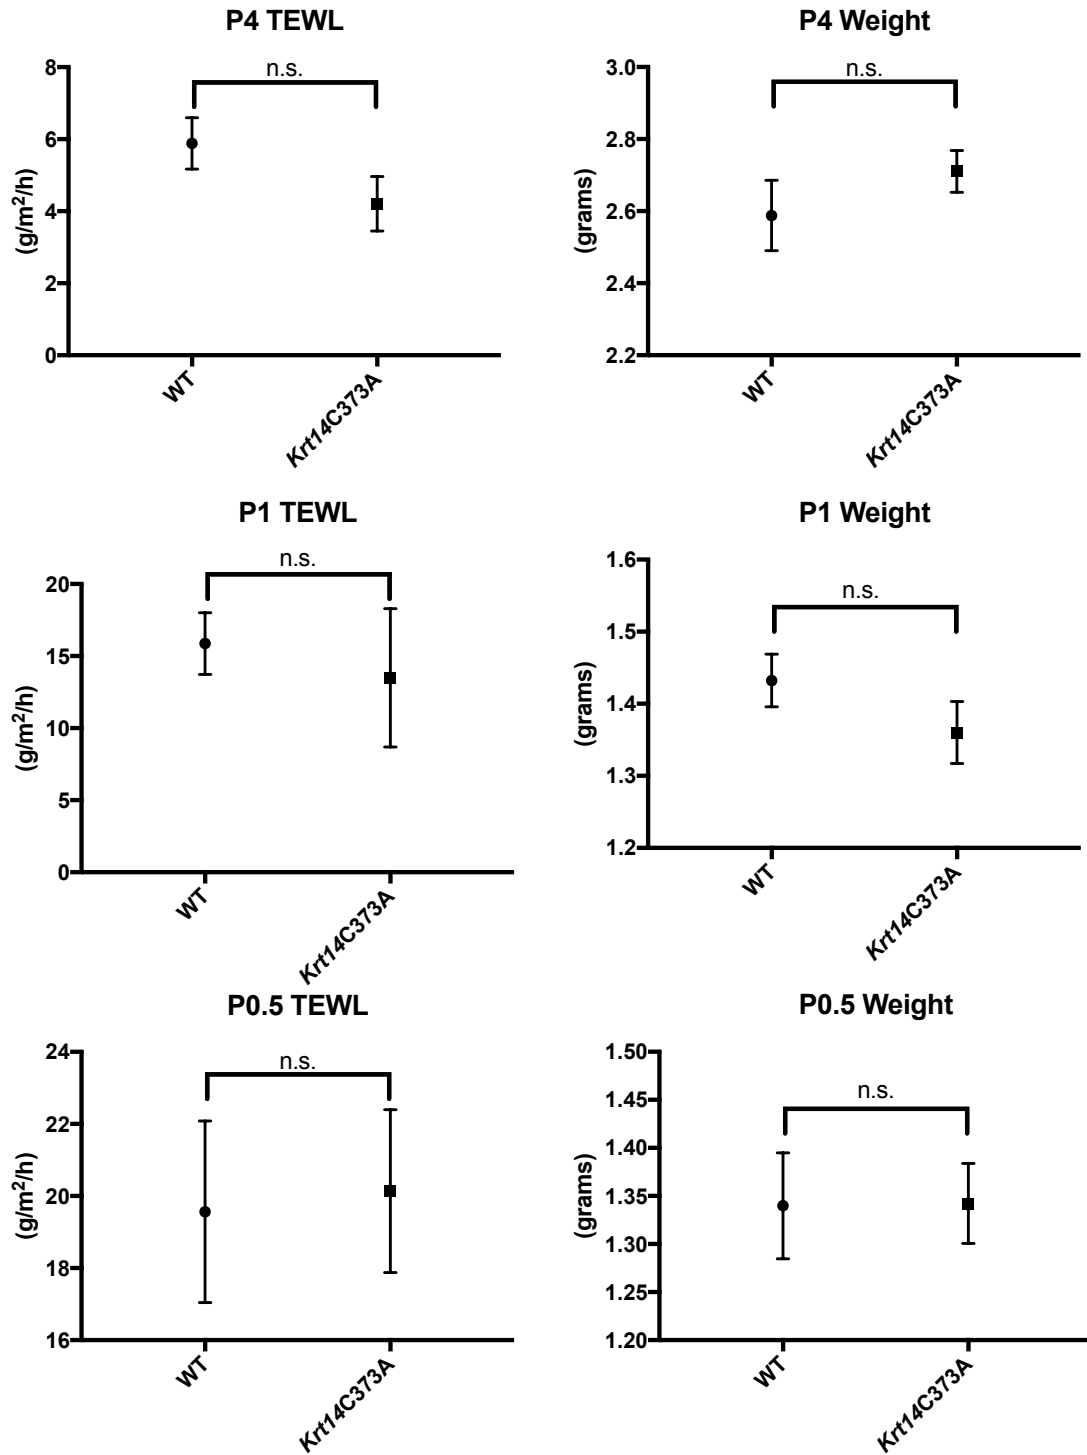 P4 TEWL
n.s.
8
6
4
2
0
(g/m²/h)
WT
Krt14C373A
P4 Weight
n.s.
3.0
2.8
2.6
2.4
2.2
(grams)
WT
Krt14C373A
P1 TEWL
n.s.
20
15
10
5
0
(g/m²/h)
WT
Krt14C373A
P1 Weight
n.s.
1.6
1.5
1.4
1.3
1.2
(grams)
WT
Krt14C373A
P0.5 TEWL
n.s.
24
22
20
18
16
(g/m²/h)
WT
Krt14C373A
P0.5 Weight
n.s.
1.50
1.45
1.40
1.35
1.30
1.25
1.20
(grams)
WT
Krt14C373A